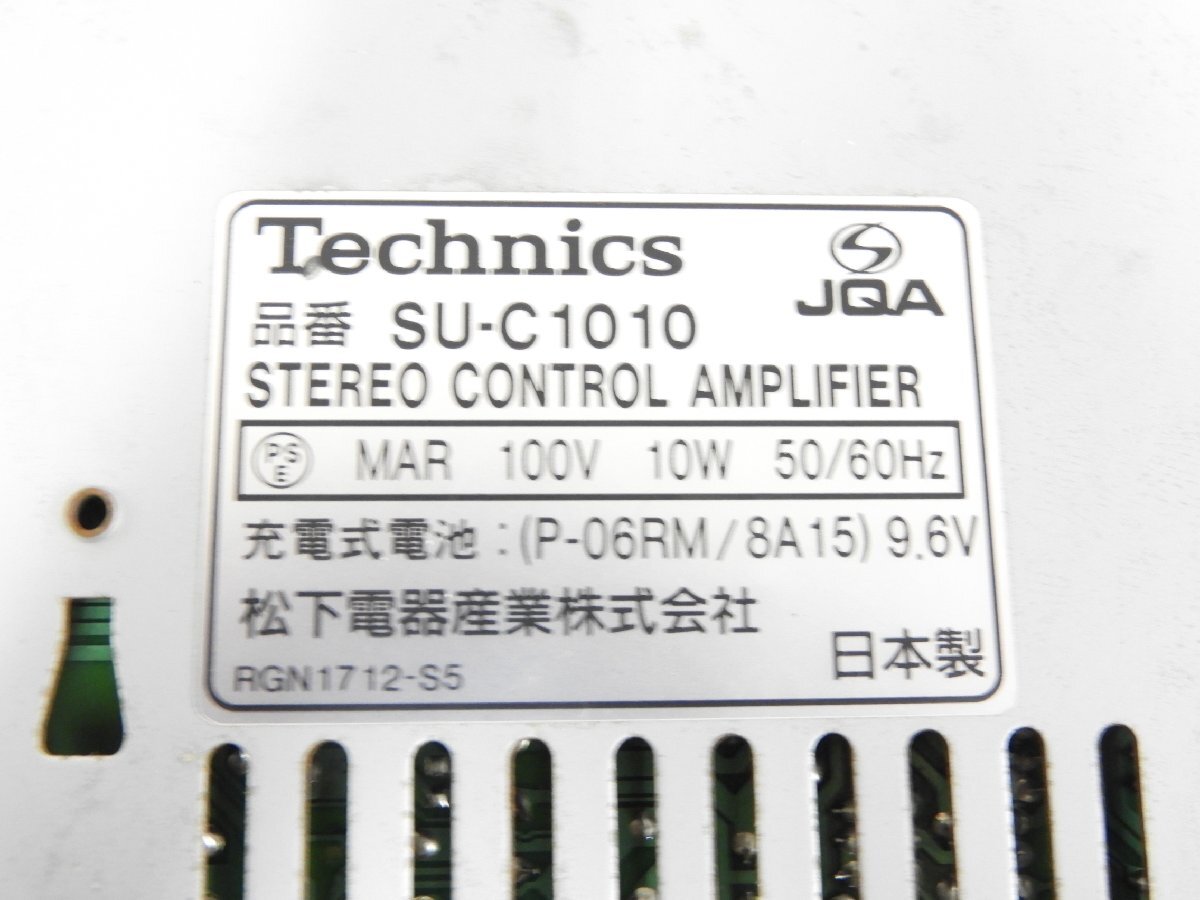 Technics
JQA
品番 SU-C1010
STEREO CONTROL AMPLIFIER
PSE MAR 100V 10W 50/60Hz
充電式電池:(P-06RM/8A15) 9.6V
松下電器産業株式会社
日本製
RGN1712-S5